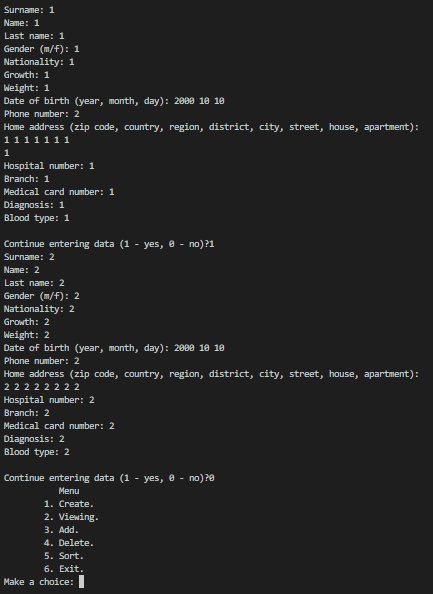 Surname: 1
Name: 1
Last name: 1
Gender (m/f): 1
Nationality: 1
Growth: 1
Weight: 1
Date of birth (year, month, day): 2000 10 10
Phone number: 2
Home address (zip code, country, region, district, city, street, house, apartment):
1 1 1 1 1 1 1
1
Hospital number: 1
Branch: 1
Medical card number: 1
Diagnosis: 1
Blood type: 1
Continue entering data (1 - yes, 0 - no)?1
Surname: 2
Name: 2
Last name: 2
Gender (m/f): 2
Nationality: 2
Growth: 2
Weight: 2
Date of birth (year, month, day): 2000 10 10
Phone number: 2
Home address (zip code, country, region, district, city, street, house, apartment):
2 2 2 2 2 2 2 2
Hospital number: 2
Branch: 2
Medical card number: 2
Diagnosis: 2
Blood type: 2
Continue entering data (1 - yes, 0 - no)?0
Menu
1. Create.
2. Viewing.
3. Add.
4. Delete.
5. Sort.
6. Exit.
Make a choice: